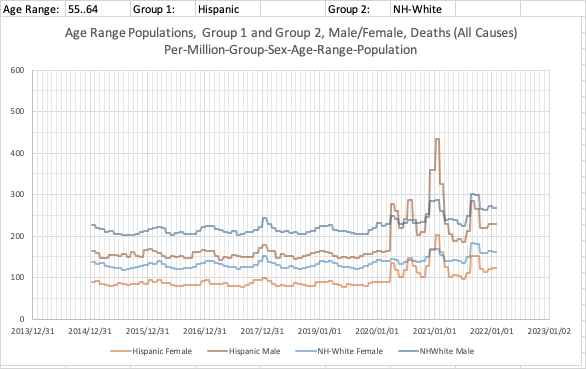 Age Range: 55..64 Group 1: Hispanic Group 2: NH-White
Age Range Populations, Group 1 and Group 2, Male/Female, Deaths (All Causes)
Per-Million-Group-Sex-Age-Range-Population
600
500
400
300
200
100
0
2013/12/31 2014/12/31 2015/12/31 2016/12/31 2017/12/31 2019/01/01 2020/01/01 2021/01/01 2022/01/01 2023/01/01
Hispanic Female Hispanic Male NH-White Female NHWhite Male